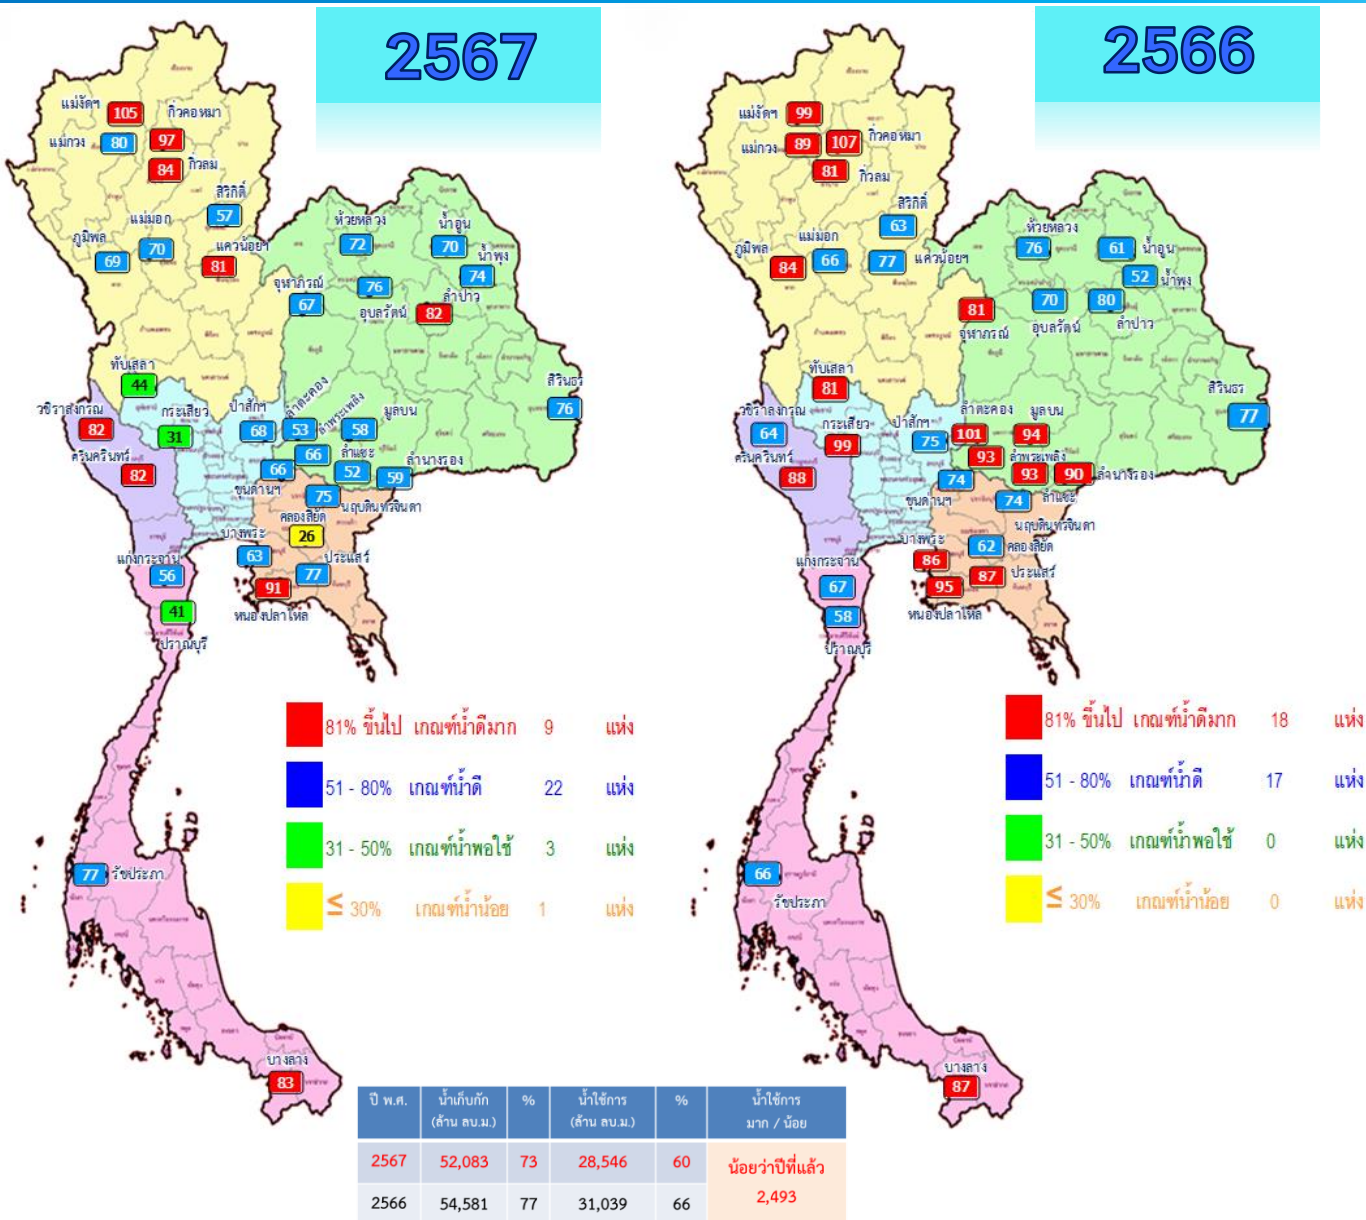 2567
แม่งัดฯ
105
กิ่วคอหมา
แม่กวง
80
97
84
กิ่วลม
สิริกิติ์
57
แม่มอก
ภูมิพล
69
70
แควน้อยฯ
81
ห้วยหลวง
72
น้ำอูน
70
น้ำพุง
74
จุฬาภรณ์
67
76
อุบลรัตน์
ลำปาว
82
ทับเสลา
44
สิรินธร
76
วชิราลงกรณ
82
กระเสียว
31
ป่าสักฯ
68
ลำตะคอง
53
ลำพระเพลิง
66
มูลบน
58
ศรีนครินทร์
82
66
ขุนด่านฯ
ลำแชะ
52
ลำนางรอง
59
75
นฤบดินทรจินดา
คลองสียัด
26
บางพระ
63
ประแสร์
77
แก่งกระจาน
56
91
หนองปลาไหล
41
ปราณบุรี
81% ขึ้นไป เกณฑ์น้ำดีมาก 9 แห่ง
51 - 80% เกณฑ์น้ำดี 22 แห่ง
31 - 50% เกณฑ์น้ำพอใช้ 3 แห่ง
≤ 30% เกณฑ์น้ำน้อย 1 แห่ง
77 รัชประภา
บางลาง
83
2566
แม่งัดฯ
99
แม่กวง
89
107
กิ่วคอหมา
81
กิ่วลม
สิริกิติ์
63
ภูมิพล
84
แม่มอก
66
77
แควน้อยฯ
ห้วยหลวง
76
61
น้ำอูน
52
น้ำพุง
81
จุฬาภรณ์
70
อุบลรัตน์
80
ลำปาว
ทับเสลา
81
สิรินธร
77
วชิราลงกรณ
64
กระเสียว
99
ป่าสักฯ
75
ลำตะคอง
101
มูลบน
94
93
ลำพระเพลิง
ศรีนครินทร์
88
93
90
ลำนางรอง
74
ขุนด่านฯ
74
ลำแชะ
นฤบดินทรจินดา
บางพระ
86
62
คลองสียัด
แก่งกระจาน
67
95
87
ประแสร์
หนองปลาไหล
58
ปราณบุรี
81% ขึ้นไป เกณฑ์น้ำดีมาก 18 แห่ง
51 - 80% เกณฑ์น้ำดี 17 แห่ง
31 - 50% เกณฑ์น้ำพอใช้ 0 แห่ง
≤ 30% เกณฑ์น้ำน้อย 0 แห่ง
66
รัชประภา
บางลาง
87
ปี พ.ศ. น้ำเก็บกัก % น้ำใช้การ % น้ำใช้การ
(ล้าน ลบ.ม.) (ล้าน ลบ.ม.) มาก / น้อย
2567 52,083 73 28,546 60 น้อยว่าปีที่แล้ว
2566 54,581 77 31,039 66 2,493